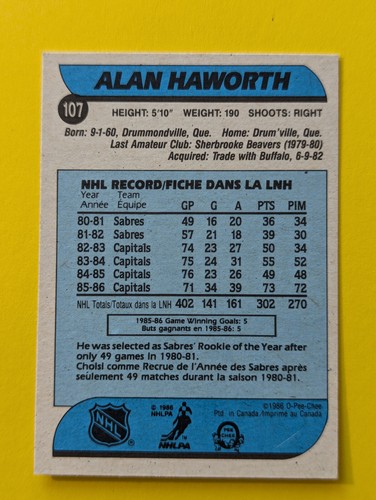 ALAN HAWORTH
107
HEIGHT: 5'10" WEIGHT: 190 SHOOTS: RIGHT
Born: 9-1-60, Drummondville, Que. Home: Drum'ville, Que.
Last Amateur Club: Sherbrooke Beavers (1979-80)
Acquired: Trade with Buffalo, 6-9-82
NHL RECORD/FICHE DANS LA LNH
Year Team
Année Équipe GP G A PTS PIM
80-81 Sabres 49 16 20 36 34
81-82 Sabres 57 21 18 39 30
82-83 Capitals 74 23 27 50 34
83-84 Capitals 75 24 31 55 52
84-85 Capitals 76 23 26 49 48
85-86 Capitals 71 34 39 73 72
NHL Totals/Totaux dans la LNH 402 141 161 302 270
1985-86 Game Winning Goals: 5
Buts gagnants en 1985-86: 5
He was selected as Sabres' Rookie of the Year after
only 49 games in 1980-81.
Choisi comme Recrue de l'Année des Sabres après
seulement 49 matches durant la saison 1980-81.
NHL
© 1986
NHLPA
NHLPA
O PEE CHEE
© 1986 O-Pee-Chee
Ptd. in Canada/Imprimé au Canada